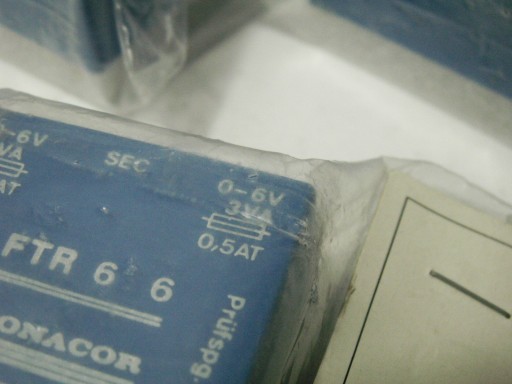 -6V
VA
AT
SEC
0-6V
3VA
0,5AT
FTR 6 6
ONACOR
Prüfspg.